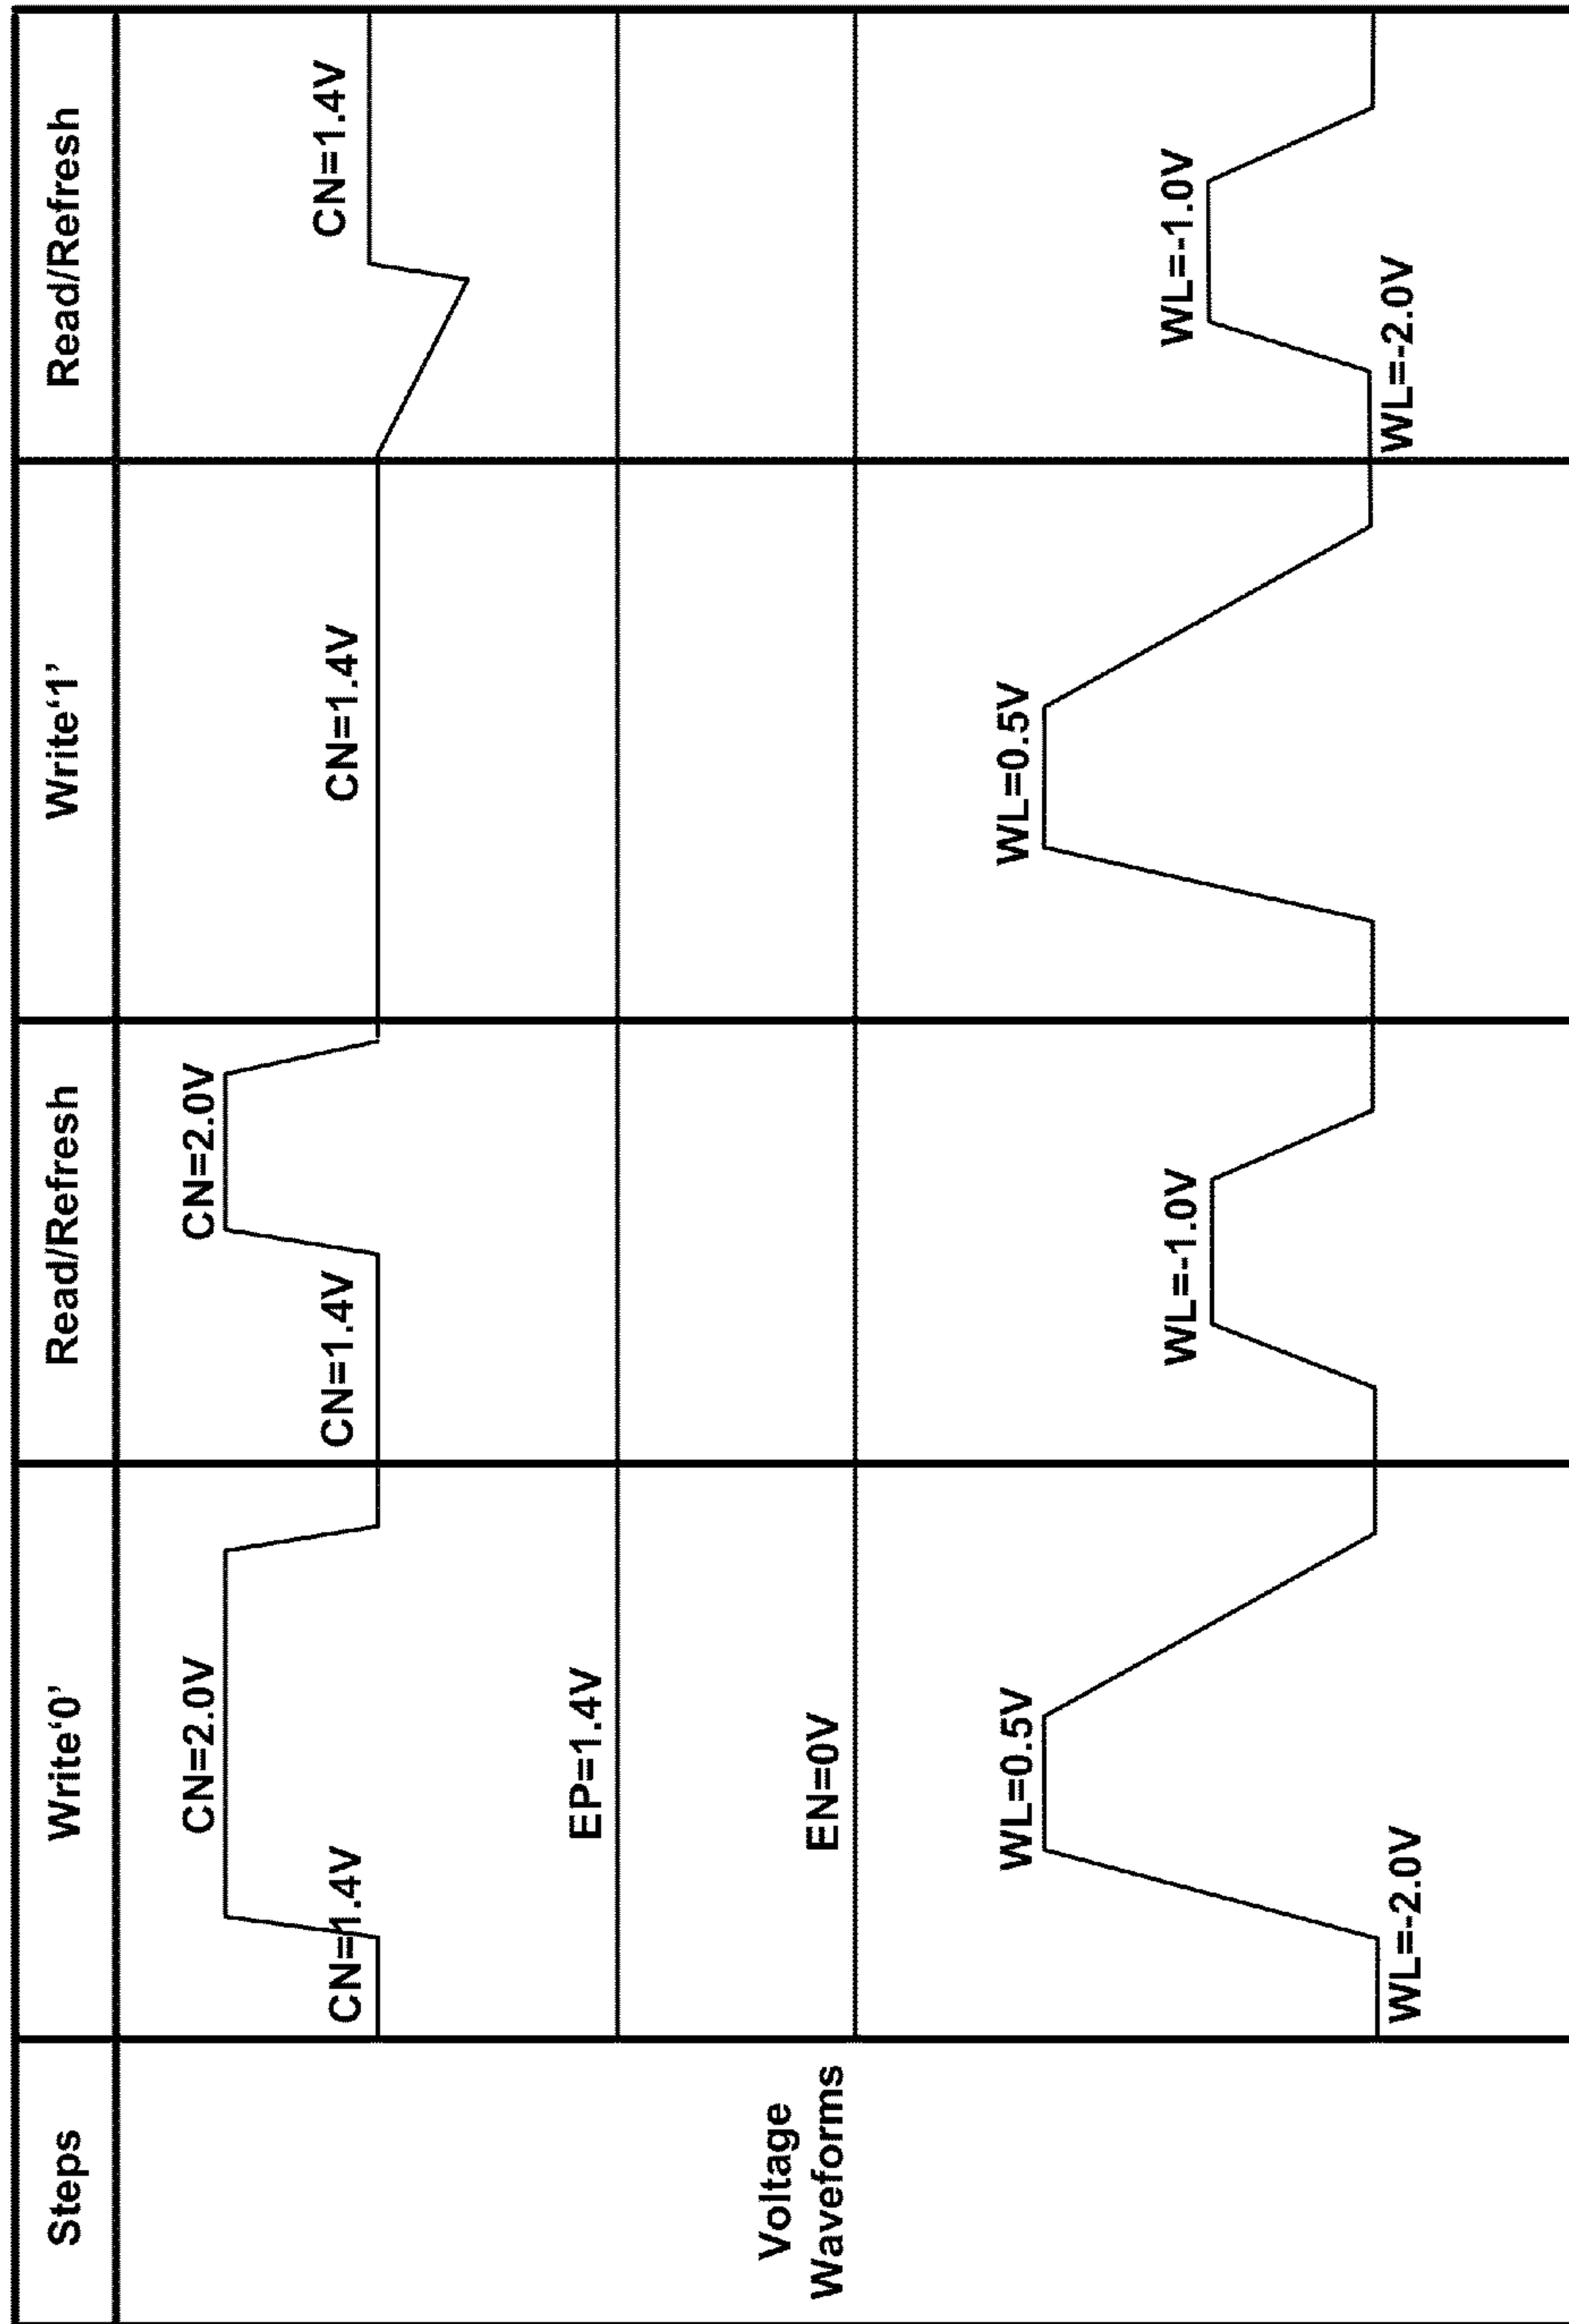 Steps
Write‘0’
Read/Refresh
Write‘1’
Read/Refresh
Voltage
Waveforms
CN=1.4V
CN=2.0V
CN=1.4V
CN=2.0V
CN=1.4V
CN=1.4V
EP=1.4V
EN=0V
WL=-2.0V
WL=0.5V
WL=-1.0V
WL=0.5V
WL=-2.0V
WL=-1.0V